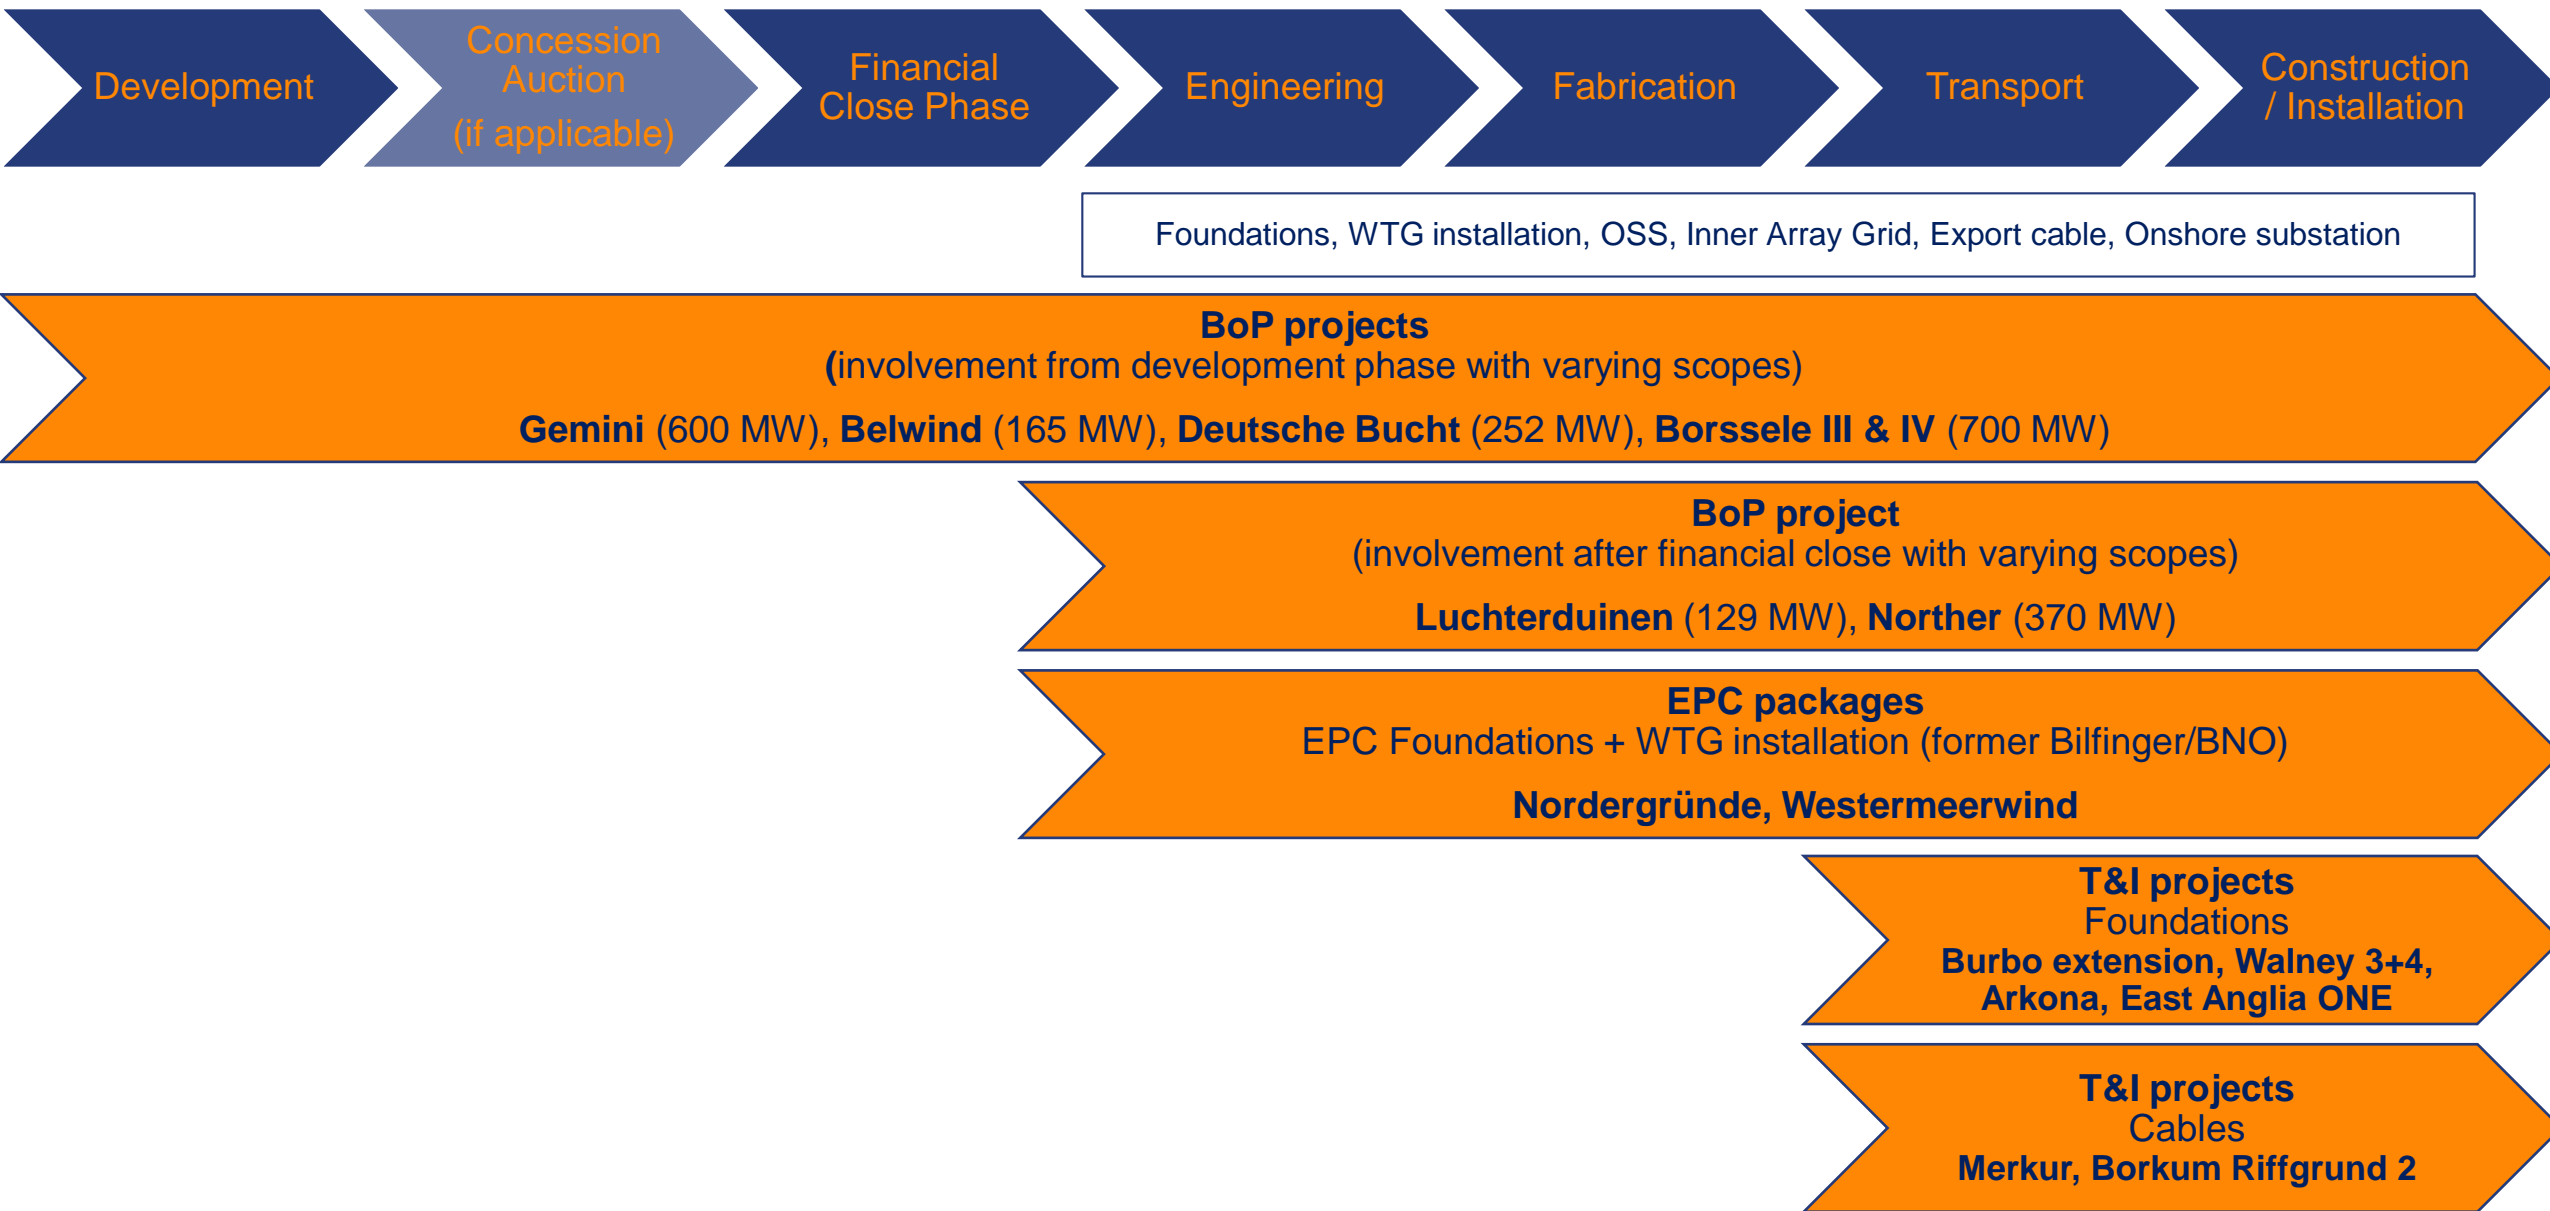 Development
Concession
Auction
(if applicable)
Financial
Close Phase
Engineering
Fabrication
Transport
Construction
/ Installation
Foundations, WTG installation, OSS, Inner Array Grid, Export cable, Onshore substation
BoP projects
(involvement from development phase with varying scopes)
Gemini (600 MW), Belwind (165 MW), Deutsche Bucht (252 MW), Borssele III & IV (700 MW)
BoP project
(involvement after financial close with varying scopes)
Luchterduinen (129 MW), Norther (370 MW)
EPC packages
EPC Foundations + WTG installation (former Bilfinger/BNO)
Nordergründe, Westermeerwind
T&I projects
Foundations
Burbo extension, Walney 3+4,
Arkona, East Anglia ONE
T&I projects
Cables
Merkur, Borkum Riffgrund 2